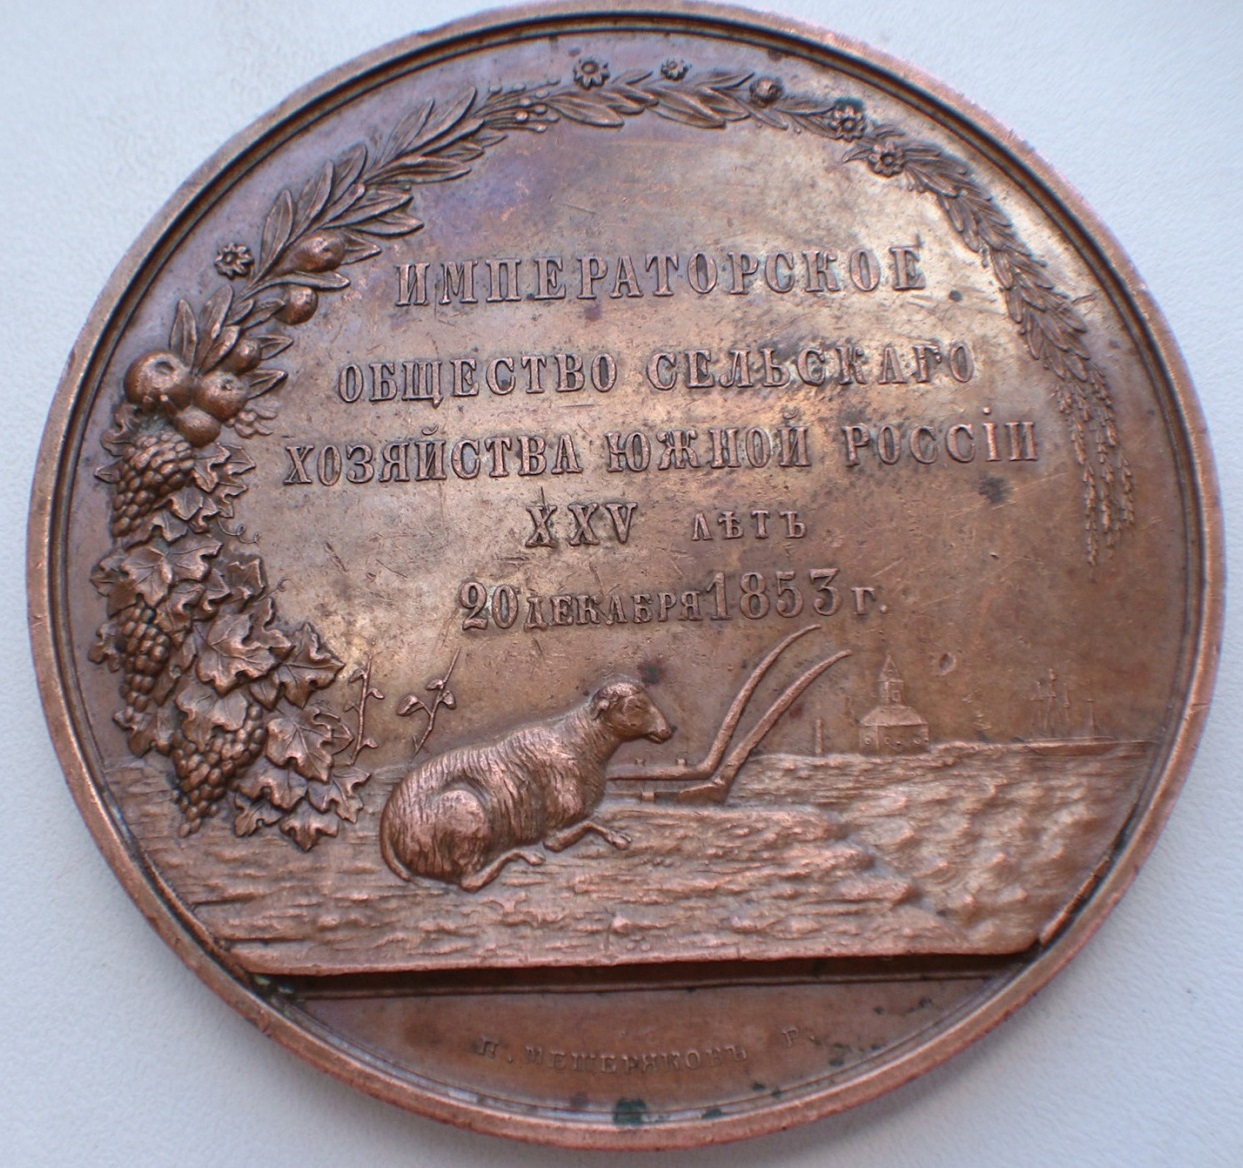 ИМПЕРАТОРСКОЕ
ОБЩЕСТВО СЕЛЬСКАГО
ХОЗЯЙСТВА ЮЖНОЙ РОССІИ
XXV ЛѢТЪ
20 ДЕКАБРЯ 1853 г.
П. МЕЩЕРЯКОВЪ Р.